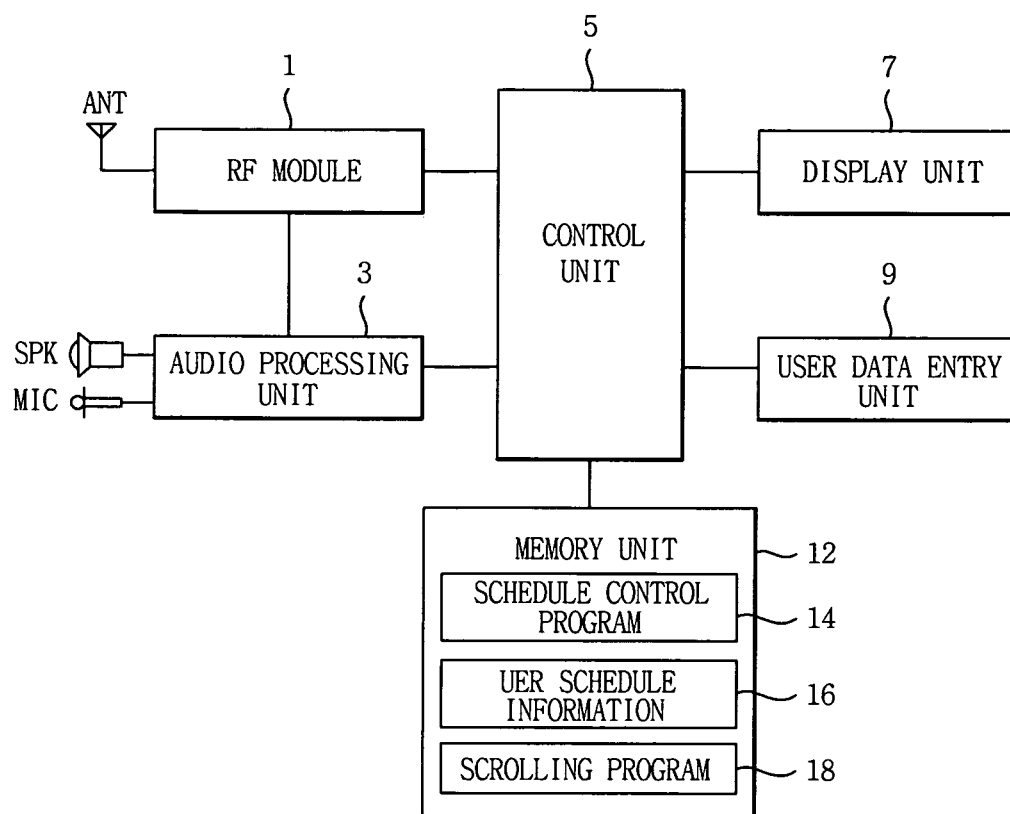 5
1
7
ANT
RF MODULE
DISPLAY UNIT
CONTROL
UNIT
3
9
SPK
MIC
AUDIO PROCESSING
UNIT
USER DATA ENTRY
UNIT
MEMORY UNIT
12
SCHEDULE CONTROL
PROGRAM
14
UER SCHEDULE
INFORMATION
16
SCROLLING PROGRAM
18